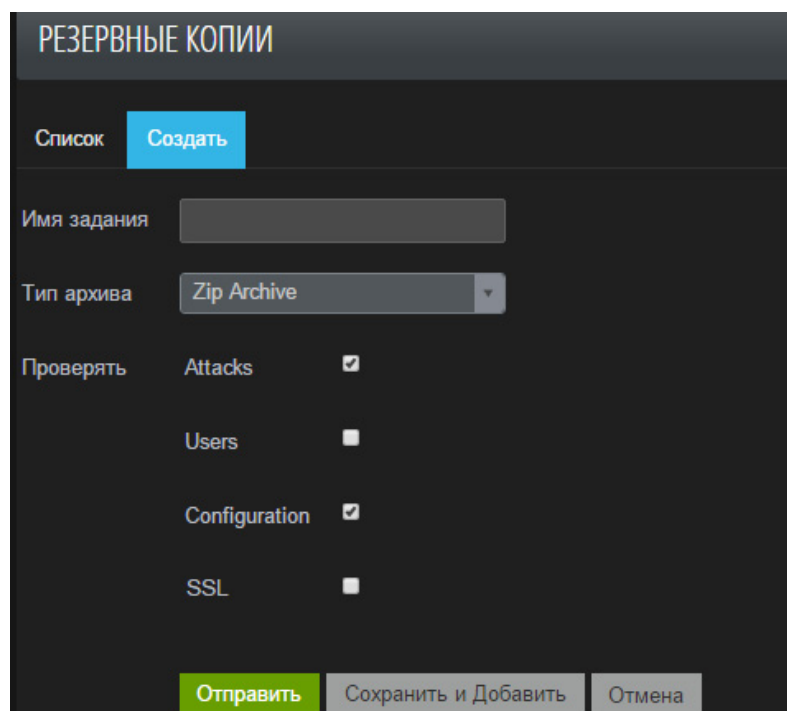 РЕЗЕРВНЫЕ КОПИИ
Список Создать
Имя задания
Тип архива Zip Archive
Проверять Attacks
Users
Configuration
SSL
Отправить Сохранить и Добавить Отмена